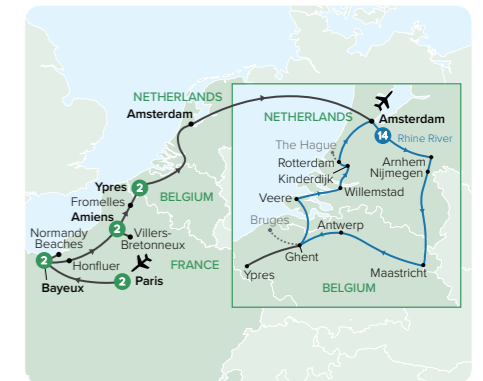 NETHERLANDS
Amsterdam
Ypres
2
Fromelles
BELGIUM
Amiens
2
Villers-
Bretonneux
Normandy
Beaches
Honfluer
2
Bayeux
FRANCE
2
Paris
NETHERLANDS
Amsterdam
14
Rhine River
The Hague
Rotterdam
Kinderdijk
Arnhem
Nijmegen
Willemstad
Veere
Bruges
Antwerp
Ghent
Ypres
Maastricht
BELGIUM